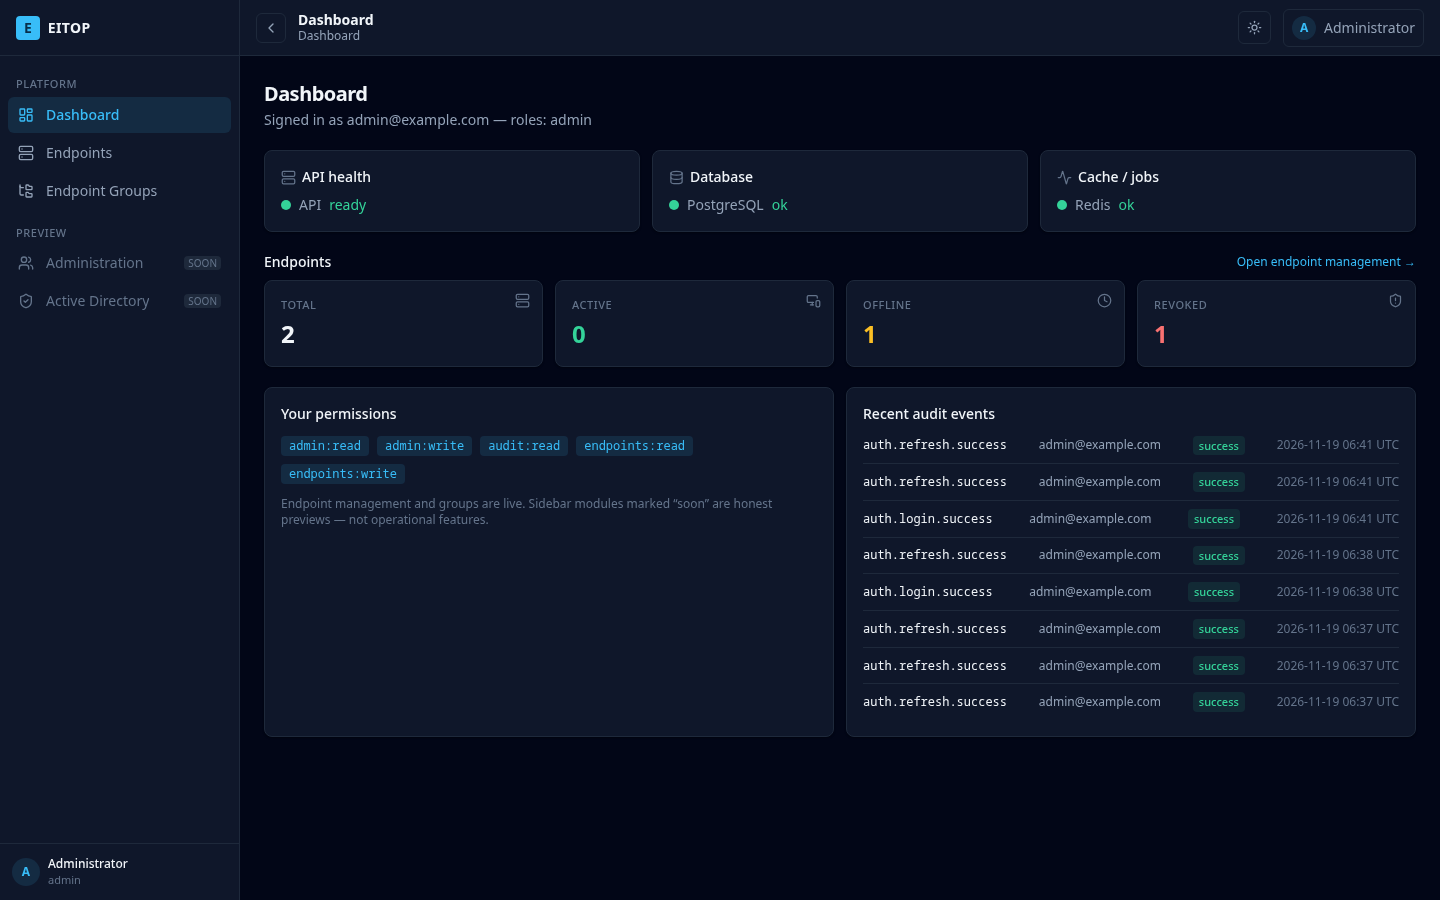 E EITOP
PLATFORM
Dashboard
Endpoints
Endpoint Groups
PREVIEW
Administration SOON
Active Directory SOON
A Administrator
admin
Dashboard
Dashboard
A Administrator
Dashboard
Signed in as admin@example.com — roles: admin
API health
API ready
Database
PostgreSQL ok
Cache / jobs
Redis ok
Endpoints
Open endpoint management →
TOTAL
2
ACTIVE
0
OFFLINE
1
REVOKED
1
Your permissions
admin:read admin:write audit:read endpoints:read
endpoints:write
Endpoint management and groups are live. Sidebar modules marked “soon” are honest
previews — not operational features.
Recent audit events
auth.refresh.success admin@example.com success 2026-11-19 06:41 UTC
auth.refresh.success admin@example.com success 2026-11-19 06:41 UTC
auth.login.success admin@example.com success 2026-11-19 06:41 UTC
auth.refresh.success admin@example.com success 2026-11-19 06:38 UTC
auth.login.success admin@example.com success 2026-11-19 06:38 UTC
auth.refresh.success admin@example.com success 2026-11-19 06:37 UTC
auth.refresh.success admin@example.com success 2026-11-19 06:37 UTC
auth.refresh.success admin@example.com success 2026-11-19 06:37 UTC